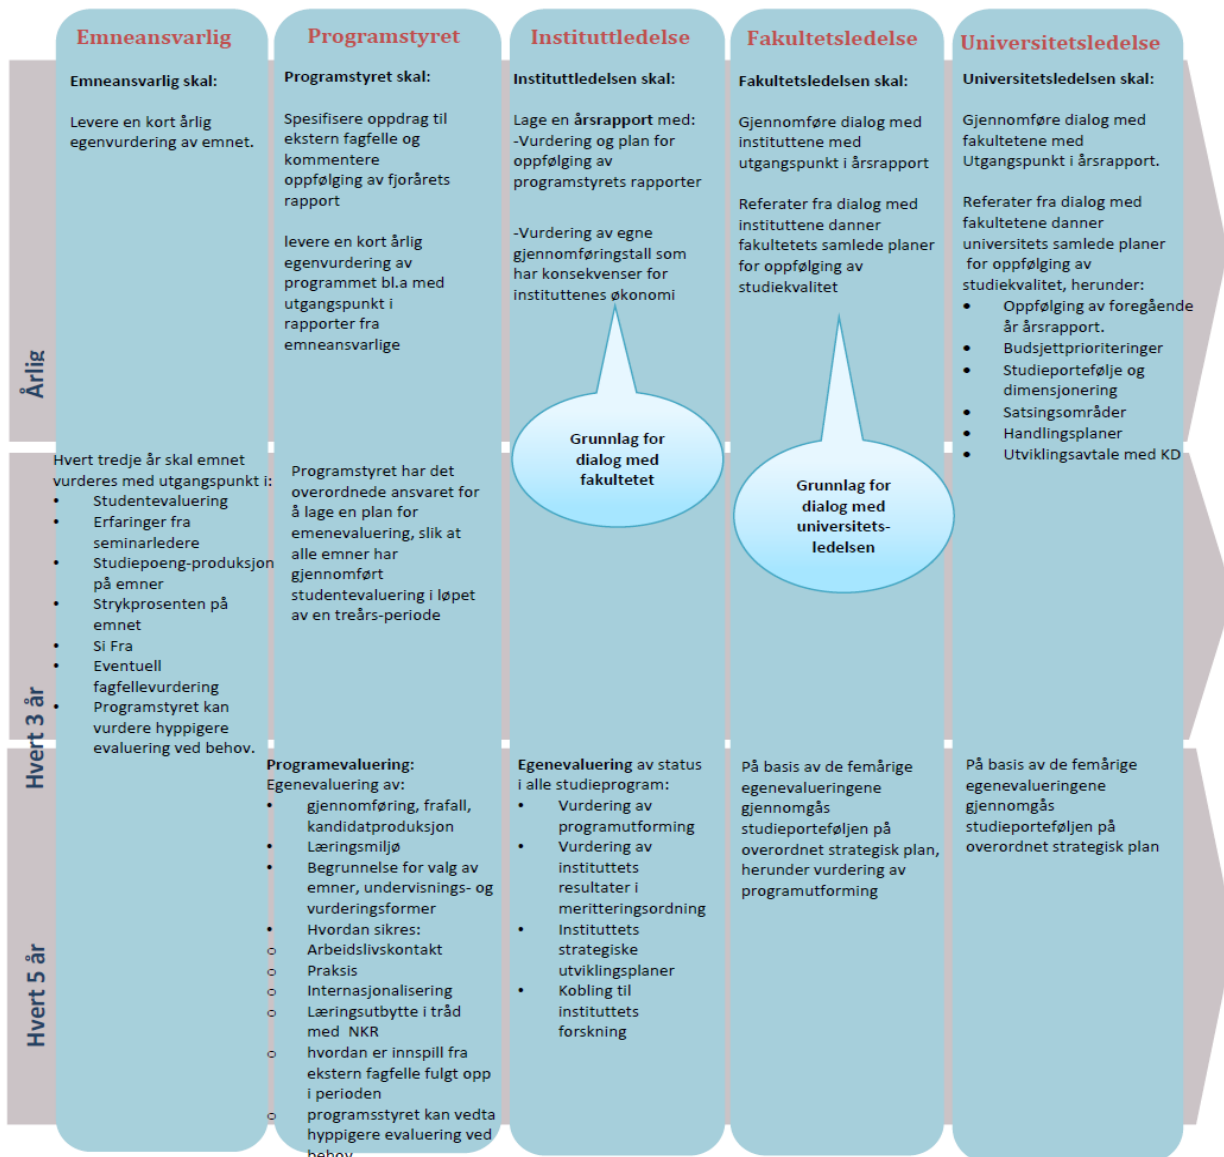 Emneansvarlig
Programstyret
Instituttledelse
Fakultetsledelse
Universitetsledelse
Årlig
Emneansvarlig skal:
Levere en kort årlig
egenvurdering av emnet.
Programstyret skal:
Spesifisere oppdrag til
ekstern fagfelle og
kommentere
oppfølging av fjorårets
rapport
levere en kort årlig
egenvurdering av
programmet bl.a med
utgangspunkt i
rapporter fra
emneansvarlige
Instituttledelsen skal:
Lage en årsrapport med:
-Vurdering og plan for
oppfølging av
programstyrets rapporter
-Vurdering av egne
gjennomføringstall som
har konsekvenser for
instituttenes økonomi
Grunnlag for
dialog med
fakultetet
Fakultetsledelsen skal:
Gjennomføre dialog med
instituttene med
utgangspunkt i årsrapport
Referater fra dialog med
instituttene danner
fakultetets samlede planer
for oppfølging av
studiekvalitet
Grunnlag for
dialog med
universitets-
ledelsen
Universitetsledelsen skal:
Gjennomføre dialog med
fakultetene med
Utgangspunkt i årsrapport.
Referater fra dialog med
fakultetene danner
universitets samlede planer
for oppfølging av
studiekvalitet, herunder:
• Oppfølging av foregående
år årsrapport.
• Budsjettprioriteringer
• Studieportefølje og
dimensjonering
• Satsingsområder
• Handlingsplaner
• Utviklingsavtale med KD
Hvert 3 år
Hvert tredje år skal emnet
vurderes med utgangspunkt i:
• Studentevaluering
• Erfaringer fra
seminarledere
• Studiepoeng-produksjon
på emner
• Strykprosenten på
emnet
• Si Fra
• Eventuell
fagfellevurdering
• Programstyret kan
vurdere hyppigere
evaluering ved behov.
Programstyret har det
overordnede ansvaret for
å lage en plan for
emenevaluering, slik at
alle emner har
gjennomført
studentevaluering i løpet
av en treårs-periode
Hvert 5 år
Programevaluering:
Egenevaluering av:
• gjennomføring, frafall,
kandidatproduksjon
• Læringsmiljø
• Begrunnelse for valg av
emner, undervisnings- og
vurderingsformer
• Hvordan sikres:
o Arbeidslivskontakt
o Praksis
o Internasjonalisering
o Læringsutbytte i tråd
med NKR
o hvordan er innspill fra
ekstern fagfelle fulgt opp
i perioden
o programsstyret kan vedta
hyppigere evaluering ved
behov
Egenevaluering av status
i alle studieprogram:
• Vurdering av
programutforming
• Vurdering av
instituttets
resultater i
meritteringsordning
• Instituttets
strategiske
utviklingsplaner
• Kobling til
instituttets
forskning
På basis av de femårige
egenevalueringene
gjennomgås
studieporteføljen på
overordnet strategisk plan,
herunder vurdering av
programutforming
På basis av de femårige
egenevalueringene
gjennomgås
studieporteføljen på
overordnet strategisk plan